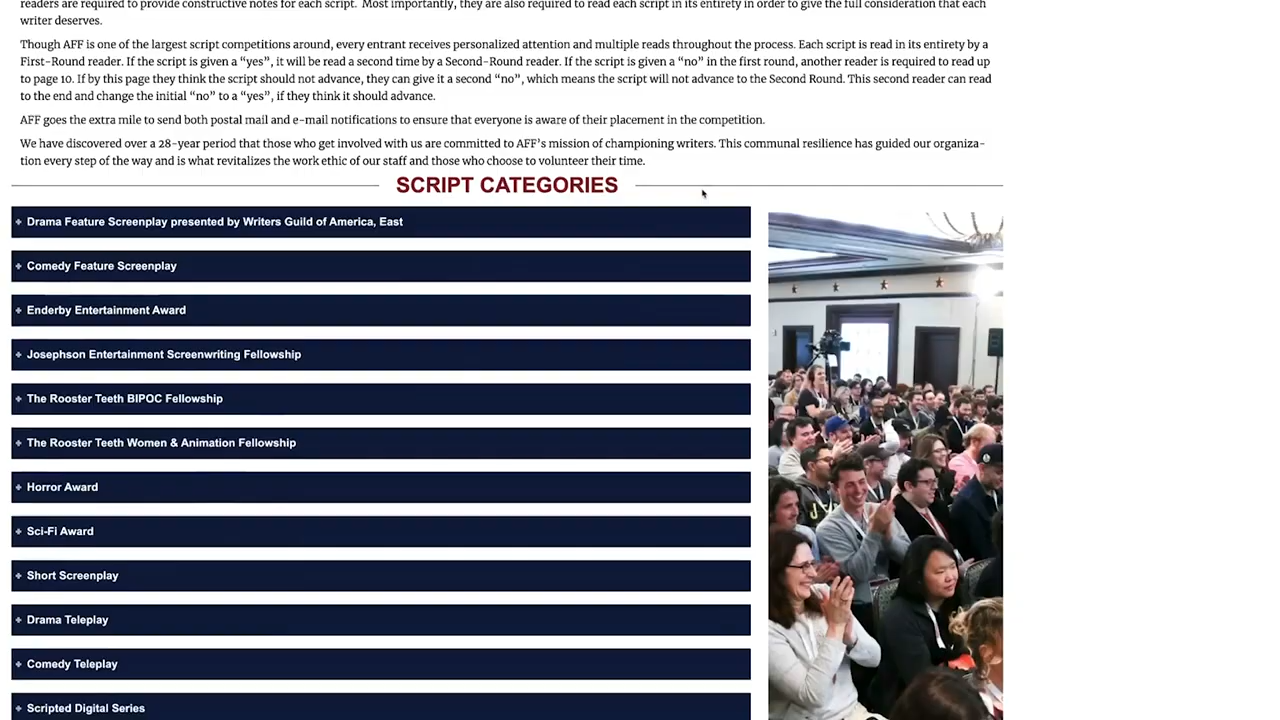 readers are required to provide constructive notes for each script. Most importantly, they are also required to read each script in its entirety in order to give the full consideration that each
writer deserves.
Though AFF is one of the largest script competitions around, every entrant receives personalized attention and multiple reads throughout the process. Each script is read in its entirety by a
First-Round reader. If the script is given a “yes”, it will be read a second time by a Second-Round reader. If the script is given a “no” in the first round, another reader is required to read up
to page 10. If by this page they think the script should not advance, they can give it a second “no”, which means the script will not advance to the Second Round. This second reader can read
to the end and change the initial “no” to a “yes”, if they think it should advance.
AFF goes the extra mile to send both postal mail and e-mail notifications to ensure that everyone is aware of their placement in the competition.
We have discovered over a 28-year period that those who get involved with us are committed to AFF’s mission of championing writers. This communal resilience has guided our organiza-
tion every step of the way and is what revitalizes the work ethic of our staff and those who choose to volunteer their time.
SCRIPT CATEGORIES
+ Drama Feature Screenplay presented by Writers Guild of America, East
+ Comedy Feature Screenplay
+ Enderby Entertainment Award
+ Josephson Entertainment Screenwriting Fellowship
+ The Rooster Teeth BIPOC Fellowship
+ The Rooster Teeth Women & Animation Fellowship
+ Horror Award
+ Sci-Fi Award
+ Short Screenplay
+ Drama Teleplay
+ Comedy Teleplay
+ Scripted Digital Series